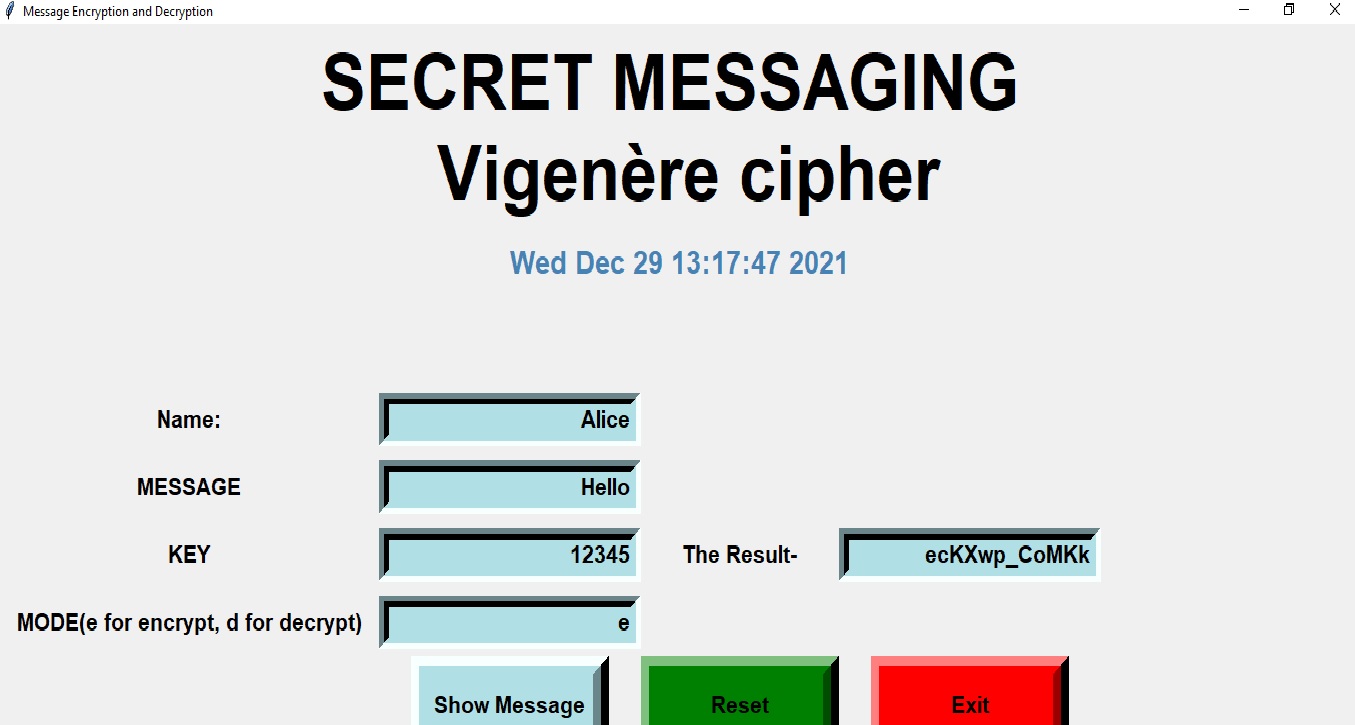 Message Encryption and Decryption
SECRET MESSAGING
Vigenère cipher
Wed Dec 29 13:17:47 2021
Name:
Alice
MESSAGE
Hello
KEY
12345
The Result-
ecKXwp_CoMKk
MODE(e for encrypt, d for decrypt)
e
Show Message
Reset
Exit